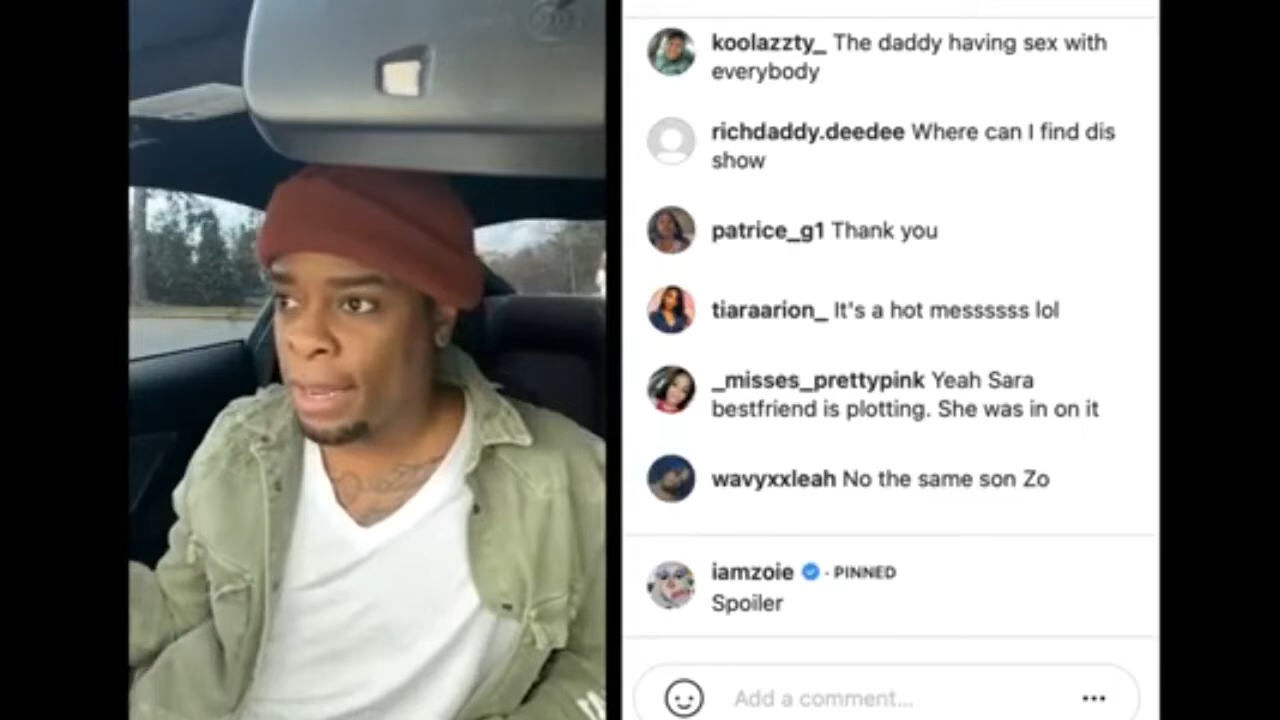 koolazzty_ The daddy having sex with
everybody
richdaddy.deedee Where can I find dis
show
patrice_g1 Thank you
tiaraarion_ It's a hot messssss lol
_misses_prettypink Yeah Sara
bestfriend is plotting. She was in on it
wavyxxleah No the same son Zo
iamzoie · PINNED
Spoiler
Add a comment...